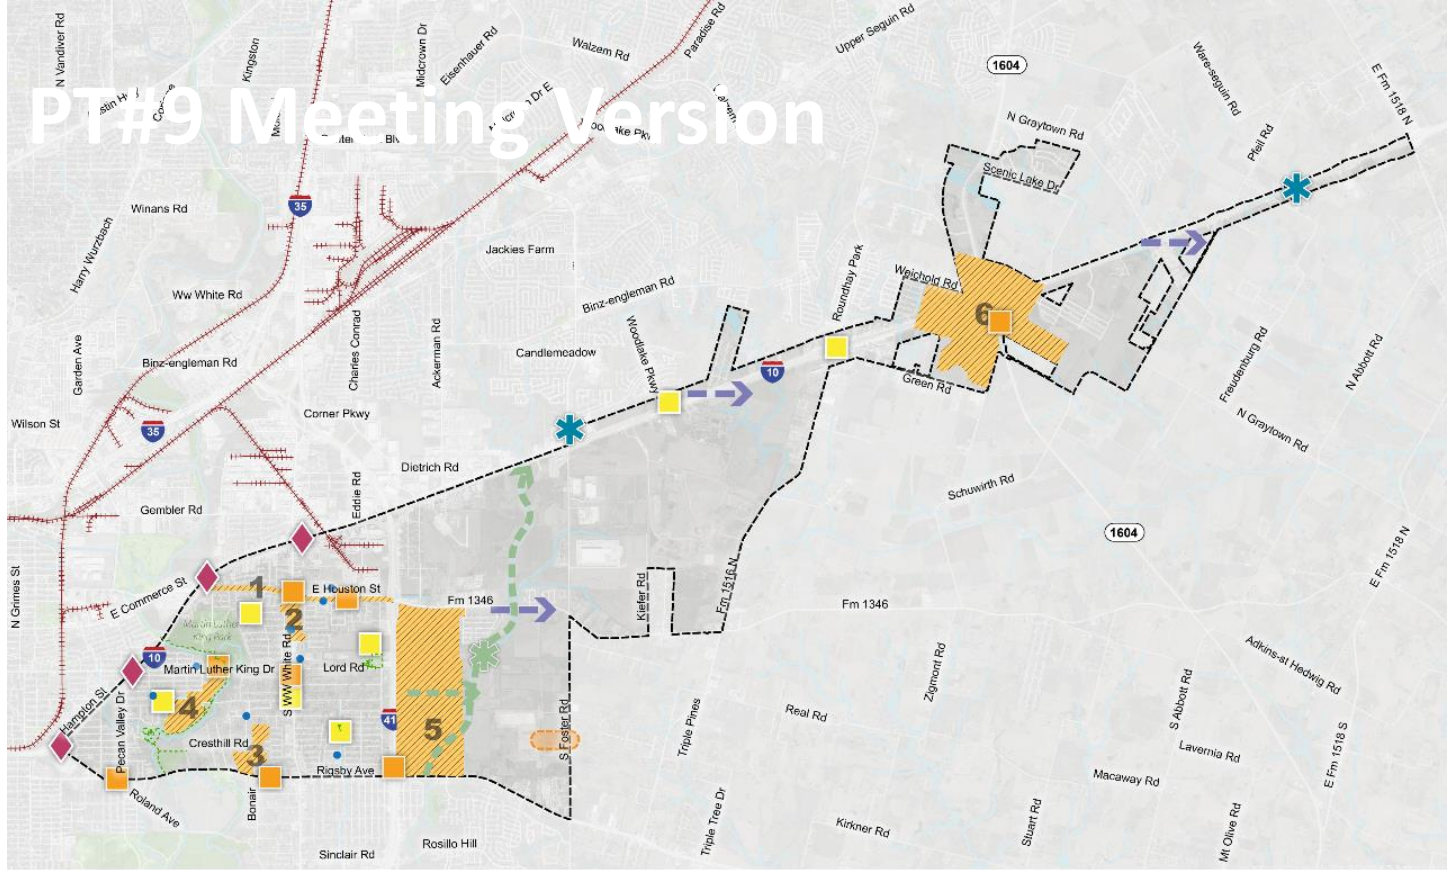 PT#9 Meeting Version
N Vandiver Rd
Kingston
Midcrown Dr
Eisenhauer Rd
Walzem Rd
Paradise Rd
Upper Seguin Rd
1604
Ware-seguin Rd
E Fm 1518 N
N Graytown Rd
Pfeil Rd
Scenic Lake Dr
Winans Rd
35
Harry Wurzbach
Jackies Farm
Ww White Rd
Binz-engleman Rd
Roundhay Park
Weichold Rd
6
Garden Ave
Binz-engleman Rd
Charles Conrad
Ackerman Rd
Candlemeadow
Woodlake Pkwy
10
Green Rd
Freudenburg Rd
N Abbott Rd
N Graytown Rd
Wilson St
35
Corner Pkwy
Dietrich Rd
Eddie Rd
Schuwirth Rd
Gembler Rd
1604
E Fm 1518 N
N Grimes St
E Commerce St
1
E Houston St
Fm 1346
Kiefer Rd
Fm 1516 N
Fm 1346
2
Martin Luther
King Park
10
Martin Luther King Dr
S WW White Rd
Lord Rd
Zigmont Rd
Adkins-st Hedwig Rd
S Abbott Rd
Hampton St
Pecan Valley Dr
4
41
5
S Foster Rd
Triple Pines
Real Rd
Cresthill Rd
3
Rigsby Ave
Lavernia Rd
E Fm 1518 S
Macaway Rd
Roland Ave
Bonair
Rosillo Hill
Sinclair Rd
Triple Tree Dr
Kirkner Rd
Stuart Rd
Mt Olive Rd